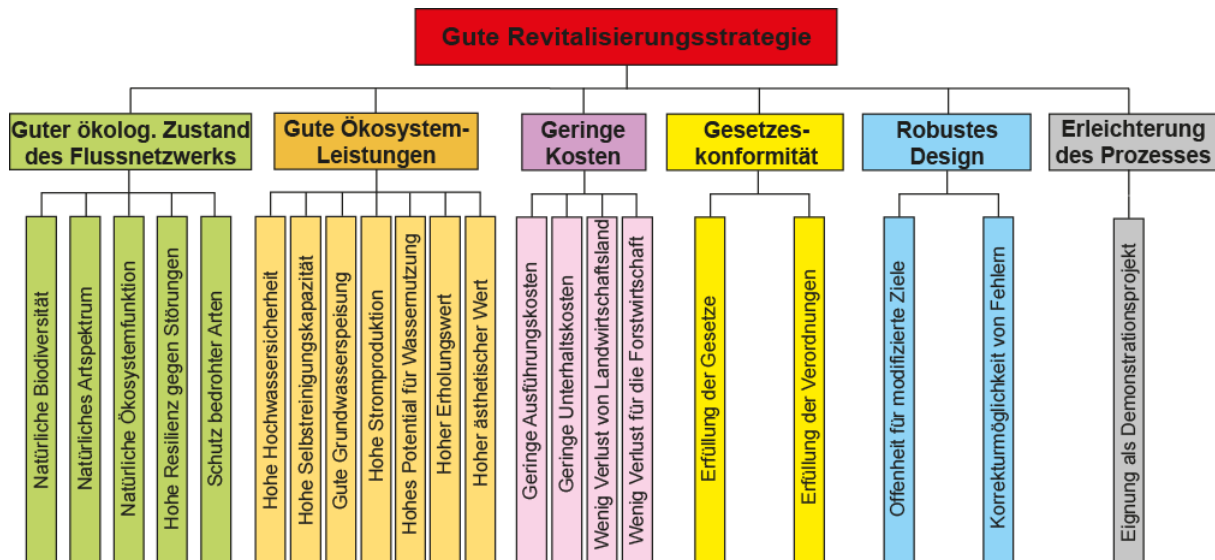 Gute Revitalisierungsstrategie
Guter ökolog. Zustand
des Flussnetzwerks
Gute Ökosystem-
Leistungen
Geringe
Kosten
Gesetzes-
konformität
Robustes
Design
Erleichterung
des Prozesses
Natürliche Biodiversität
Natürliches Artspektrum
Natürliche Ökosystemfunktion
Hohe Resilienz gegen Störungen
Schutz bedrohter Arten
Hohe Hochwassersicherheit
Hohe Selbstreinigungskapazität
Gute Grundwasserspeisung
Hohe Stromproduktion
Hohes Potential für Wassernutzung
Hoher Erholungswert
Hoher ästhetischer Wert
Geringe Ausführungskosten
Geringe Unterhaltskosten
Wenig Verlust von Landwirtschaftsland
Wenig Verlust für die Forstwirtschaft
Erfüllung der Gesetze
Erfüllung der Verordnungen
Offenheit für modifizierte Ziele
Korrekturmöglichkeit von Fehlern
Eignung als Demonstrationsprojekt